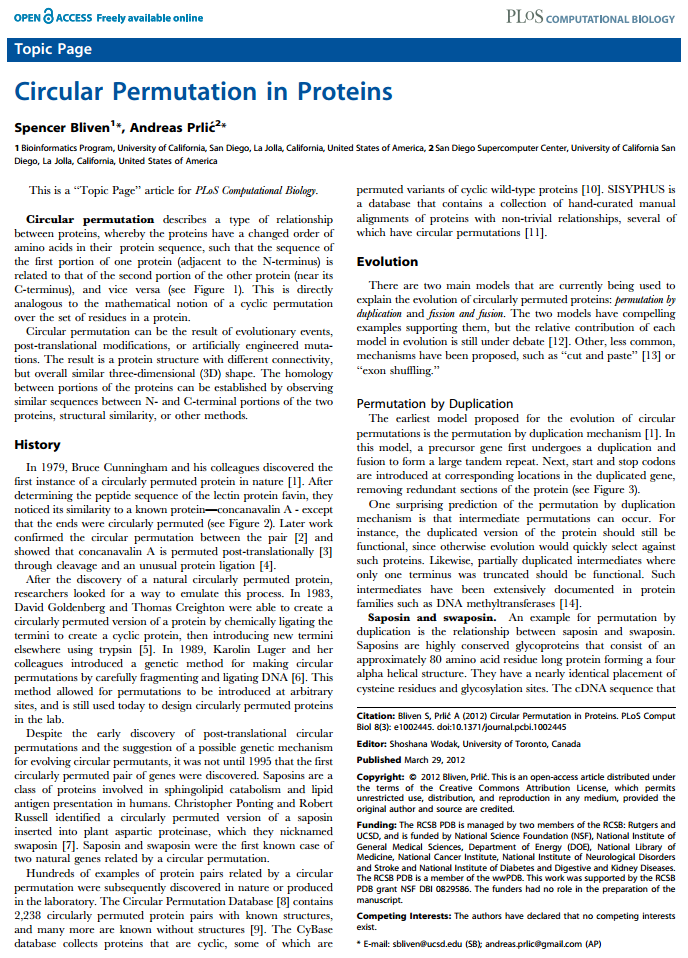 OPEN ACCESS Freely available online
PLoS COMPUTATIONAL BIOLOGY
Topic Page
Circular Permutation in Proteins
Spencer Bliven1*, Andreas Prlić2*
1 Bioinformatics Program, University of California, San Diego, La Jolla, California, United States of America, 2 San Diego Supercomputer Center, University of California San
Diego, La Jolla, California, United States of America
This is a “Topic Page” article for PLoS Computational Biology.
Circular permutation describes a type of relationship
between proteins, whereby the proteins have a changed order of
amino acids in their protein sequence, such that the sequence of
the first portion of one protein (adjacent to the N-terminus) is
related to that of the second portion of the other protein (near its
C-terminus), and vice versa (see Figure 1). This is directly
analogous to the mathematical notion of a cyclic permutation
over the set of residues in a protein.
Circular permutation can be the result of evolutionary events,
post-translational modifications, or artificially engineered muta-
tions. The result is a protein structure with different connectivity,
but overall similar three-dimensional (3D) shape. The homology
between portions of the proteins can be established by observing
similar sequences between N- and C-terminal portions of the two
proteins, structural similarity, or other methods.
History
In 1979, Bruce Cunningham and his colleagues discovered the
first instance of a circularly permuted protein in nature [1]. After
determining the peptide sequence of the lectin protein favin, they
noticed its similarity to a known protein—concanavalin A - except
that the ends were circularly permuted (see Figure 2). Later work
confirmed the circular permutation between the pair [2] and
showed that concanavalin A is permuted post-translationally [3]
through cleavage and an unusual protein ligation [4].
After the discovery of a natural circularly permuted protein,
researchers looked for a way to emulate this process. In 1983,
David Goldenberg and Thomas Creighton were able to create a
circularly permuted version of a protein by chemically ligating the
termini to create a cyclic protein, then introducing new termini
elsewhere using trypsin [5]. In 1989, Karolin Luger and her
colleagues introduced a genetic method for making circular
permutations by carefully fragmenting and ligating DNA [6]. This
method allowed for permutations to be introduced at arbitrary
sites, and is still used today to design circularly permuted proteins
in the lab.
Despite the early discovery of post-translational circular
permutations and the suggestion of a possible genetic mechanism
for evolving circular permutants, it was not until 1995 that the first
circularly permuted pair of genes were discovered. Saposins are a
class of proteins involved in sphingolipid catabolism and lipid
antigen presentation in humans. Christopher Ponting and Robert
Russell identified a circularly permuted version of a saposin
inserted into plant aspartic proteinase, which they nicknamed
swaposin [7]. Saposin and swaposin were the first known case of
two natural genes related by a circular permutation.
Hundreds of examples of protein pairs related by a circular
permutation were subsequently discovered in nature or produced
in the laboratory. The Circular Permutation Database [8] contains
2,238 circularly permuted protein pairs with known structures,
and many more are known without structures [9]. The CyBase
database collects proteins that are cyclic, some of which are
permuted variants of cyclic wild-type proteins [10]. SISYPHUS is
a database that contains a collection of hand-curated manual
alignments of proteins with non-trivial relationships, several of
which have circular permutations [11].
Evolution
There are two main models that are currently being used to
explain the evolution of circularly permuted proteins: permutation by
duplication and fission and fusion. The two models have compelling
examples supporting them, but the relative contribution of each
model in evolution is still under debate [12]. Other, less common,
mechanisms have been proposed, such as “cut and paste” [13] or
“exon shuffling.”
Permutation by Duplication
The earliest model proposed for the evolution of circular
permutations is the permutation by duplication mechanism [1]. In
this model, a precursor gene first undergoes a duplication and
fusion to form a large tandem repeat. Next, start and stop codons
are introduced at corresponding locations in the duplicated gene,
removing redundant sections of the protein (see Figure 3).
One surprising prediction of the permutation by duplication
mechanism is that intermediate permutations can occur. For
instance, the duplicated version of the protein should still be
functional, since otherwise evolution would quickly select against
such proteins. Likewise, partially duplicated intermediates where
only one terminus was truncated should be functional. Such
intermediates have been extensively documented in protein
families such as DNA methyltransferases [14].
Saposin and swaposin. An example for permutation by
duplication is the relationship between saposin and swaposin.
Saposins are highly conserved glycoproteins that consist of an
approximately 80 amino acid residue long protein forming a four
alpha helical structure. They have a nearly identical placement of
cysteine residues and glycosylation sites. The cDNA sequence that
Citation: Bliven S, Prlić A (2012) Circular Permutation in Proteins. PLoS Comput
Biol 8(3): e1002445. doi:10.1371/journal.pcbi.1002445
Editor: Shoshana Wodak, University of Toronto, Canada
Published March 29, 2012
Copyright: © 2012 Bliven, Prlić. This is an open-access article distributed under
the terms of the Creative Commons Attribution License, which permits
unrestricted use, distribution, and reproduction in any medium, provided the
original author and source are credited.
Funding: The RCSB PDB is managed by two members of the RCSB: Rutgers and
UCSD, and is funded by National Science Foundation (NSF), National Institute of
General Medical Sciences, Department of Energy (DOE), National Library of
Medicine, National Cancer Institute, National Institute of Neurological Disorders
and Stroke and National Institute of Diabetes and Digestive and Kidney Diseases.
The RCSB PDB is a member of the wwPDB. This work was supported by the RCSB
PDB grant NSF DBI 0829586. The funders had no role in the preparation of the
manuscript.
Competing Interests: The authors have declared that no competing interests
exist.
* E-mail: sbliven@ucsd.edu (SB); andreas.prlic@gmail.com (AP)